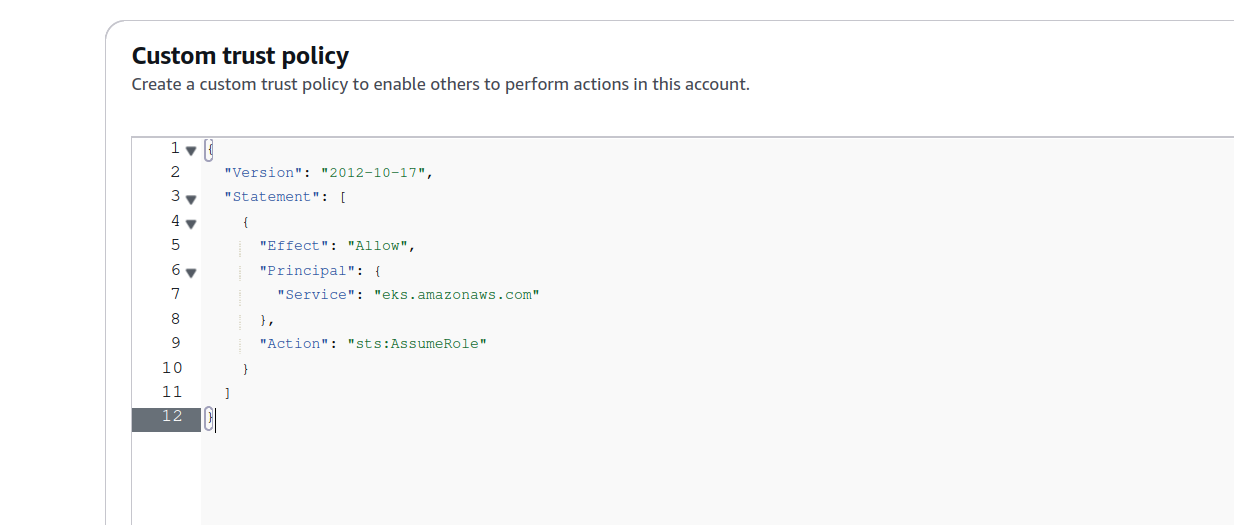 Custom trust policy
Create a custom trust policy to enable others to perform actions in this account.
1 {
2 "Version": "2012-10-17",
3 "Statement": [
4 {
5 "Effect": "Allow",
6 "Principal": {
7 "Service": "eks.amazonaws.com"
8 },
9 "Action": "sts:AssumeRole"
10 }
11 ]
12 }